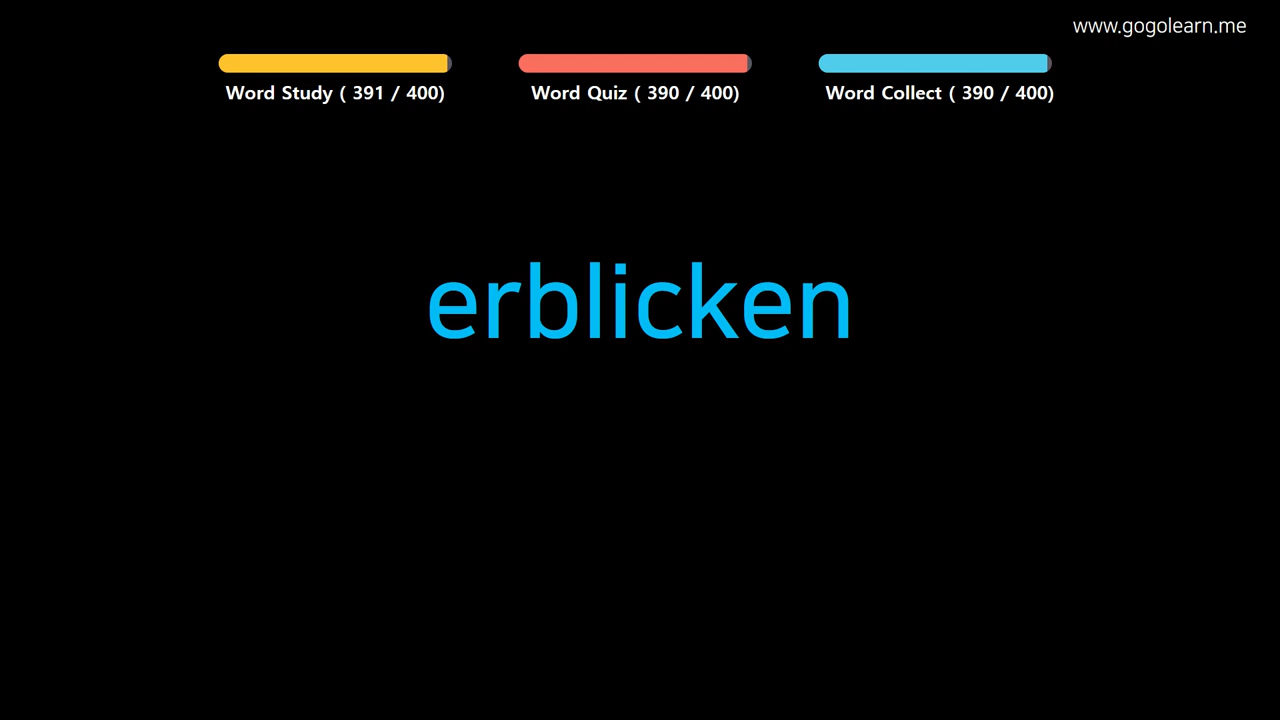 www.gogolearn.me
Word Study ( 391 / 400)
Word Quiz ( 390 / 400)
Word Collect ( 390 / 400)
erblicken